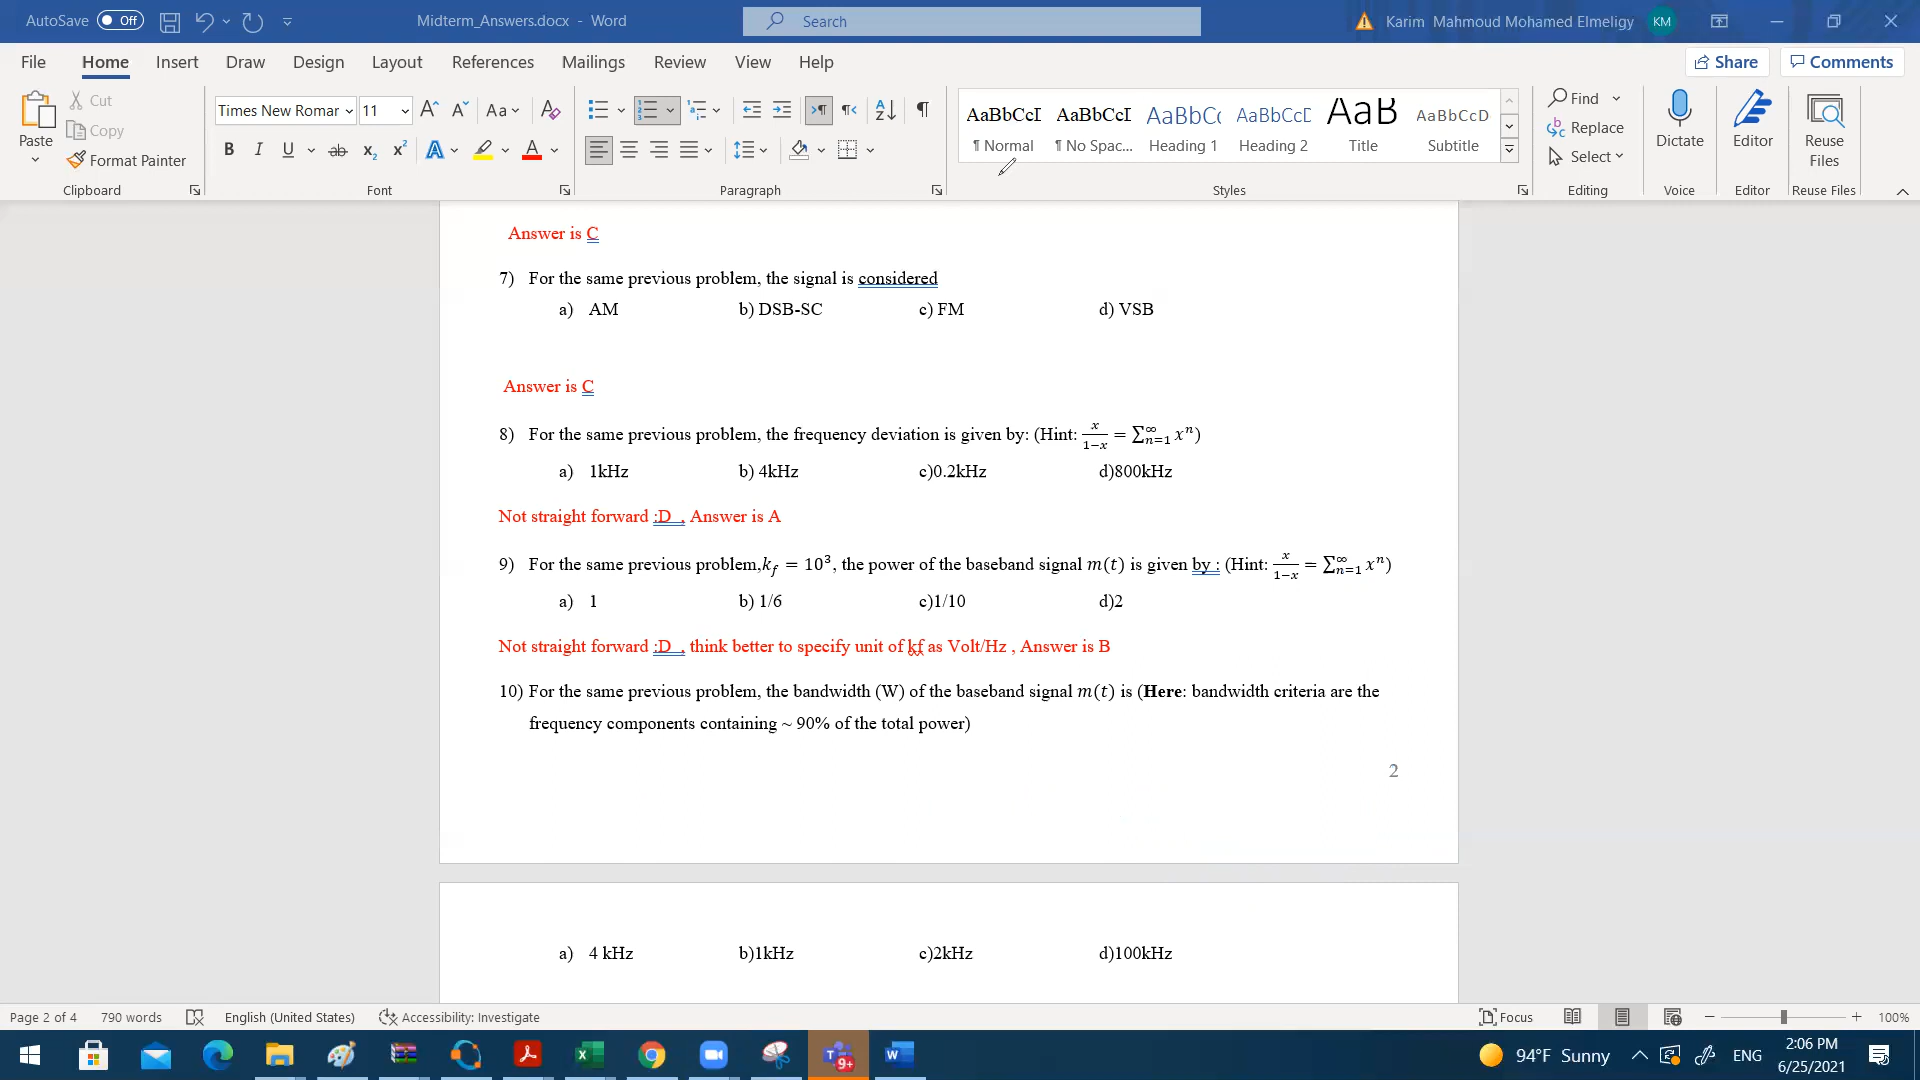 AutoSave Off Midterm_Answers.docx - Word Search Karim Mahmoud Mohamed Elmeligy KM
File Home Insert Draw Design Layout References Mailings Review View Help Share Comments
Paste Cut Copy Format Painter
Clipboard
Times New Romar 11 Aa
B I U ab x₂ x² A A
Font
Paragraph
AaBbCcI AaBbCcI AaBbC AaBbCcI AaB AaBbCcD
¶ Normal ¶ No Spac... Heading 1 Heading 2 Title Subtitle
Styles
Find Replace Select
Editing
Dictate
Voice
Editor
Editor
Reuse Files
Reuse Files
Answer is C
7) For the same previous problem, the signal is considered
a) AM b) DSB-SC c) FM d) VSB
Answer is C
8) For the same previous problem, the frequency deviation is given by: (Hint: x/(1−x) = ∑_{n=1}^{∞} xⁿ)
a) 1kHz b) 4kHz c)0.2kHz d)800kHz
Not straight forward :D , Answer is A
9) For the same previous problem,k_f = 10³, the power of the baseband signal m(t) is given by : (Hint: x/(1−x) = ∑_{n=1}^{∞} xⁿ)
a) 1 b) 1/6 c)1/10 d)2
Not straight forward :D , think better to specify unit of kf as Volt/Hz , Answer is B
10) For the same previous problem, the bandwidth (W) of the baseband signal m(t) is (Here: bandwidth criteria are the
frequency components containing ~ 90% of the total power)
2
a) 4 kHz b)1kHz c)2kHz d)100kHz
Page 2 of 4 790 words English (United States) Accessibility: Investigate Focus 100%
94°F Sunny ENG 2:06 PM
6/25/2021